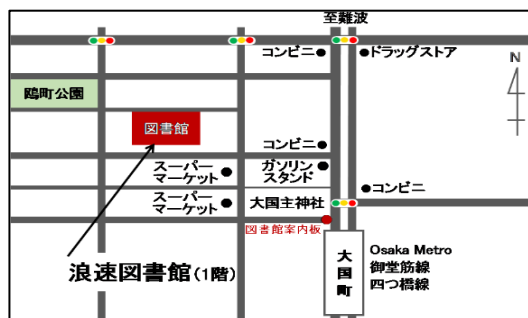 至難波
コンビニ
ドラッグストア
N
鴎町公園
図書館
コンビニ
スーパー
マーケット
ガソリン
スタンド
コンビニ
スーパー
マーケット
大国主神社
図書館案内板
浪速図書館(1階)
大国町
Osaka Metro
御堂筋線
四つ橋線